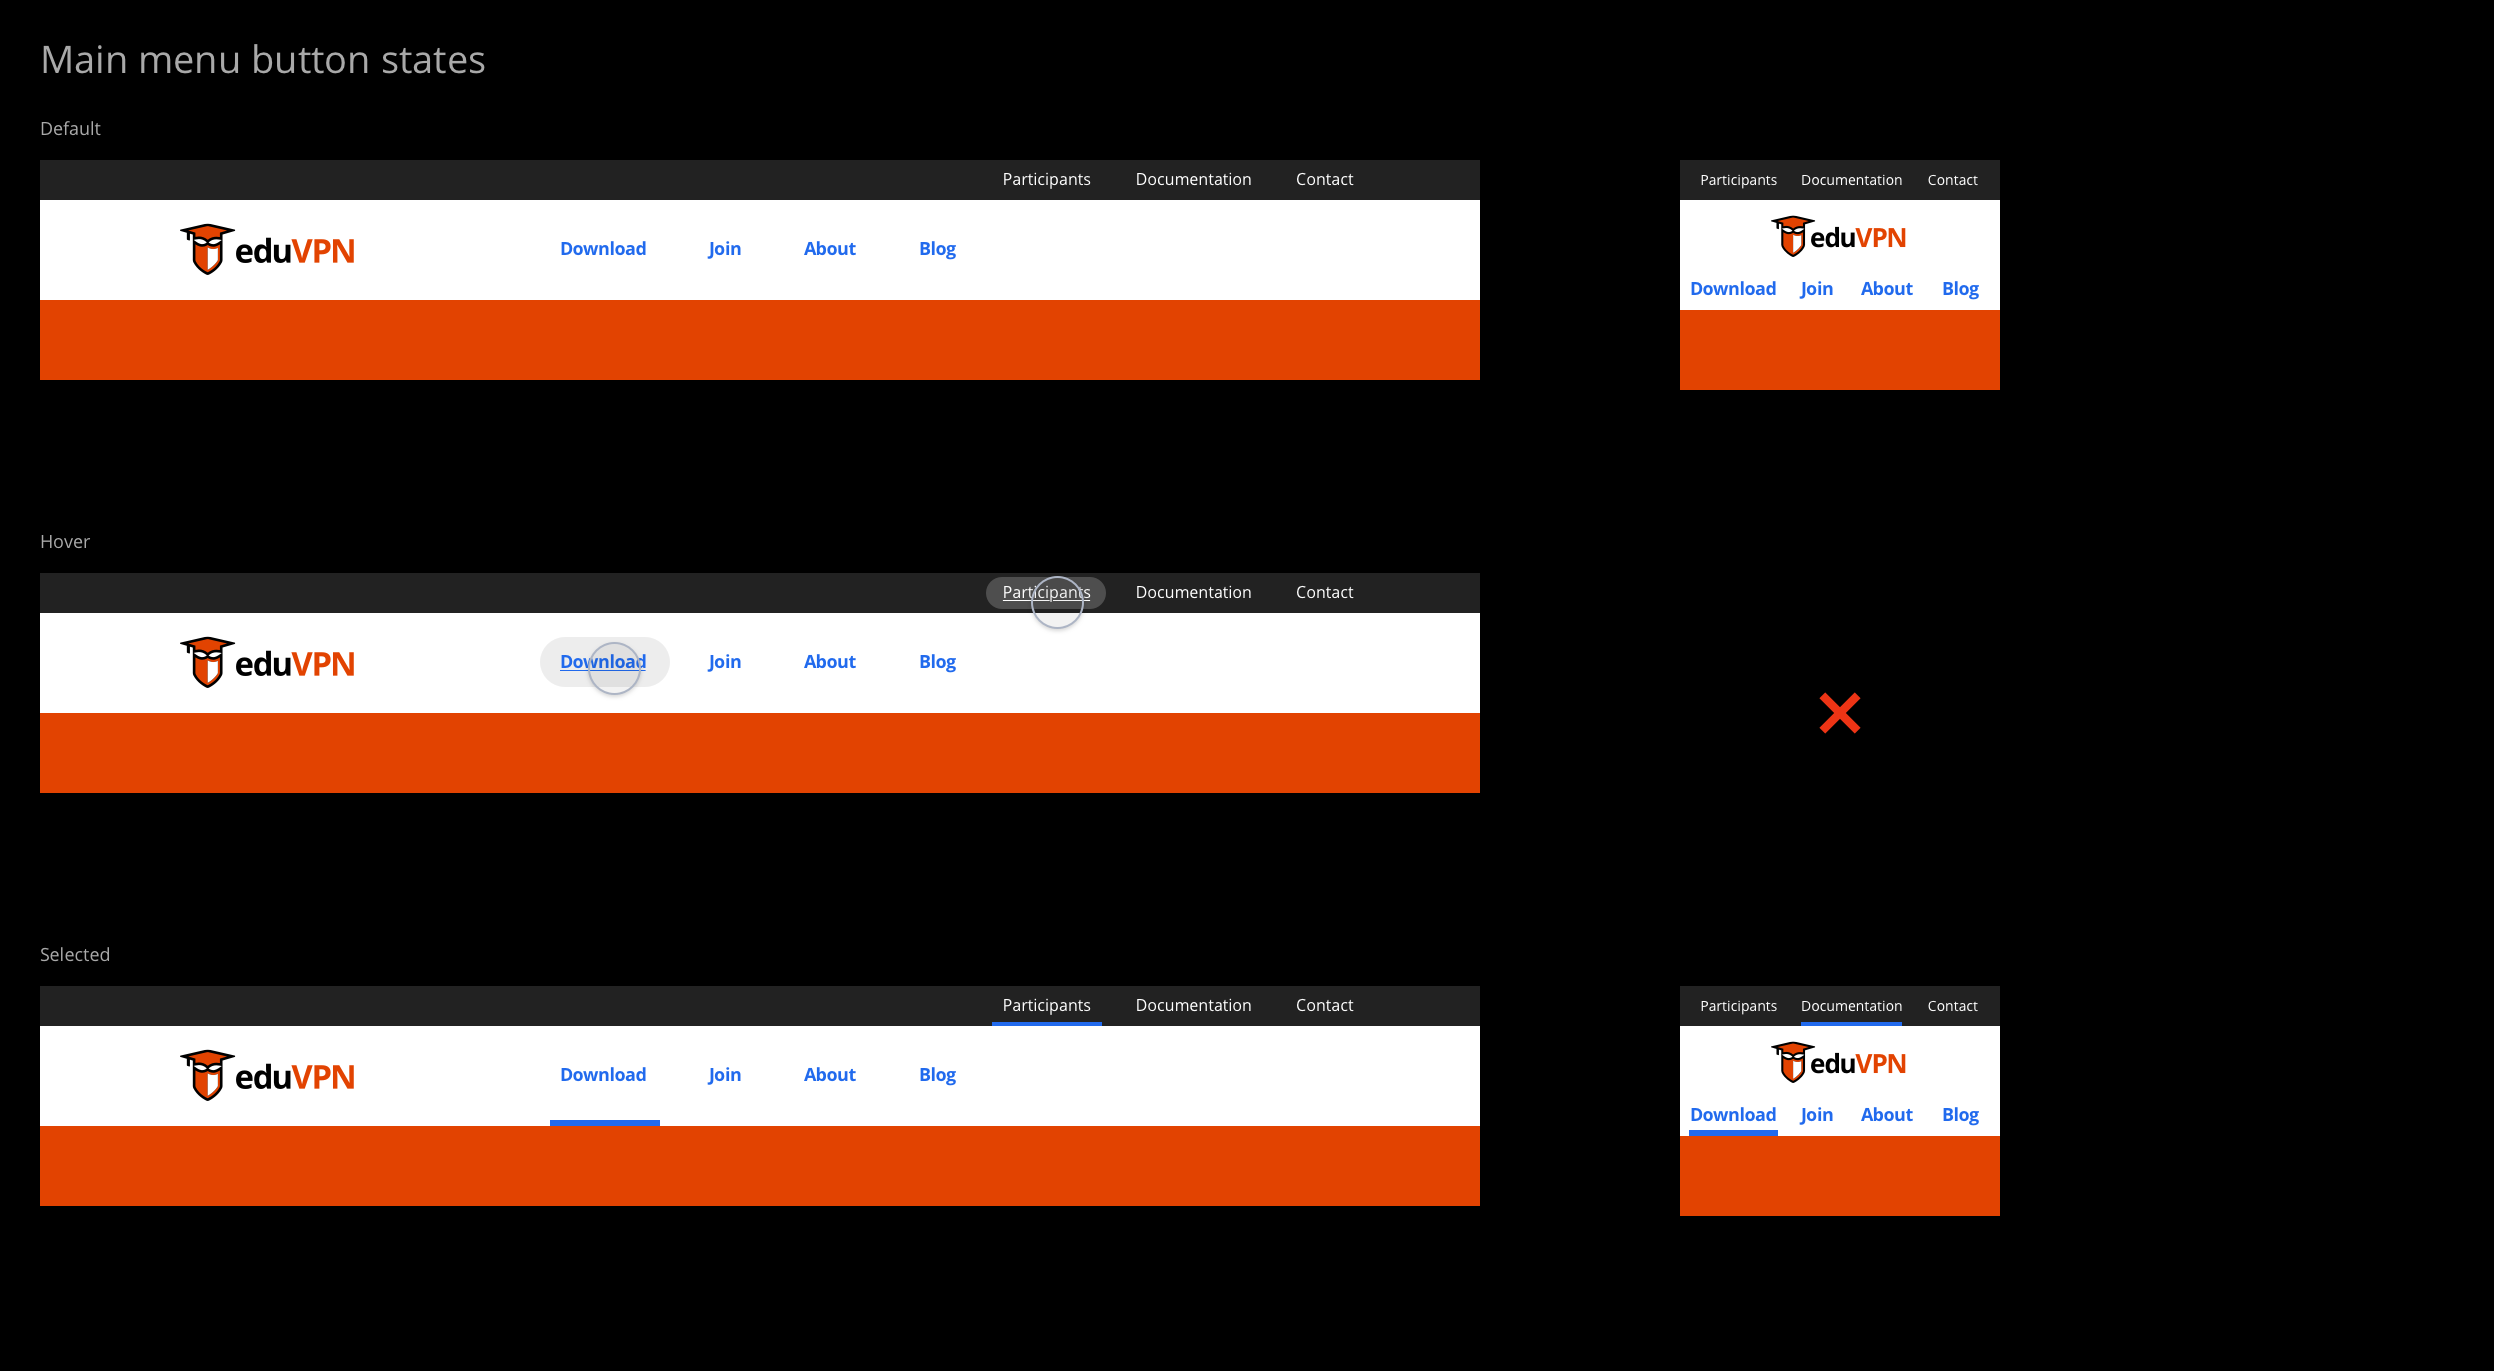 Main menu button states
Default
Participants Documentation Contact
eduVPN Download Join About Blog
Participants Documentation Contact
eduVPN
Download Join About Blog
Hover
Participants Documentation Contact
eduVPN Download Join About Blog
Selected
Participants Documentation Contact
eduVPN Download Join About Blog
Participants Documentation Contact
eduVPN
Download Join About Blog